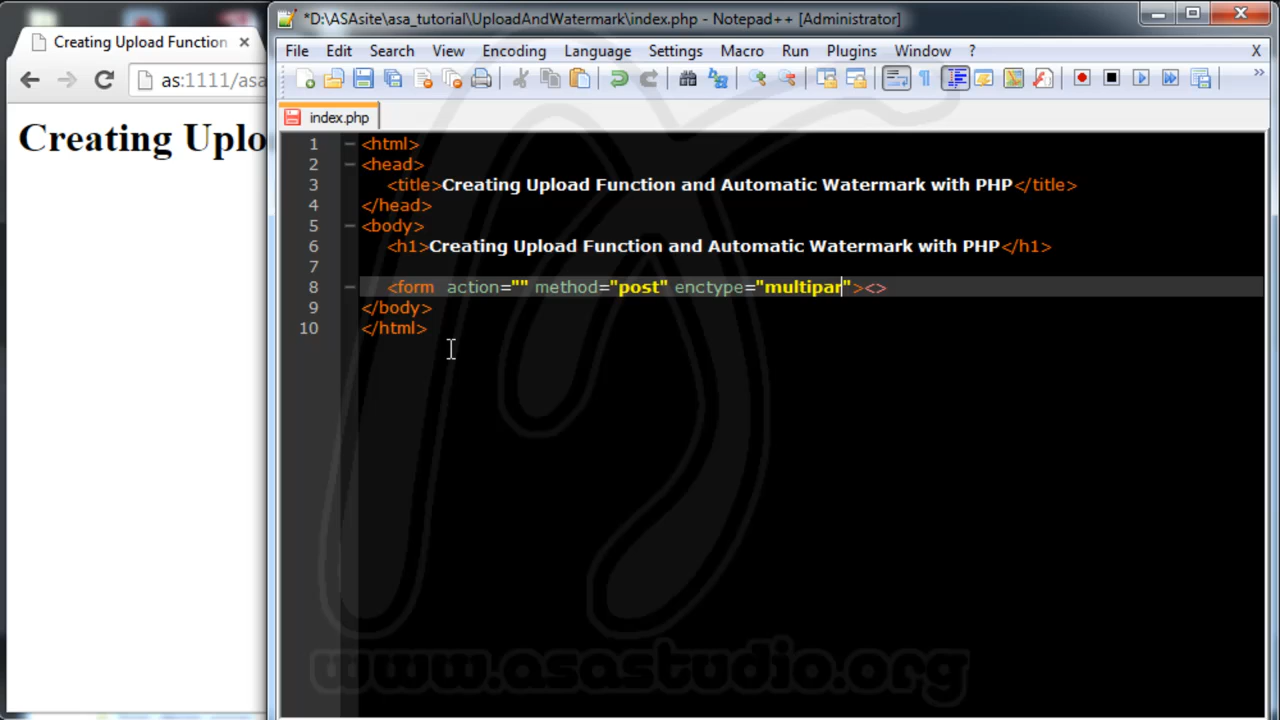 Creating Upload Function
*D:\ASAsite\asa_tutorial\UploadAndWatermark\index.php - Notepad++ [Administrator]
File Edit Search View Encoding Language Settings Macro Run Plugins Window ? X
as:1111/asa
index.php
Creating Uplo
1 <html>
2 <head>
3 <title>Creating Upload Function and Automatic Watermark with PHP</title>
4 </head>
5 <body>
6 <h1>Creating Upload Function and Automatic Watermark with PHP</h1>
7
8 <form action="" method="post" enctype="multipar"><>
9 </body>
10 </html>
www.asastudio.org